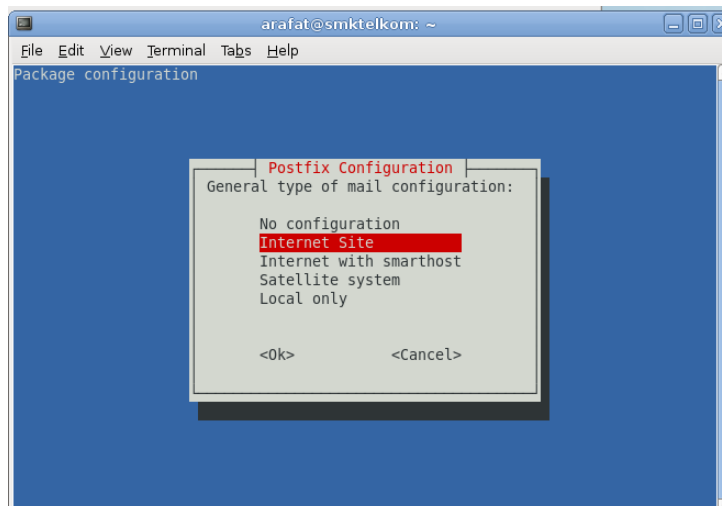 arafat@smktelkom: ~
File Edit View Terminal Tabs Help
Package configuration
Postfix Configuration
General type of mail configuration:
No configuration
Internet Site
Internet with smarthost
Satellite system
Local only
<Ok> <Cancel>